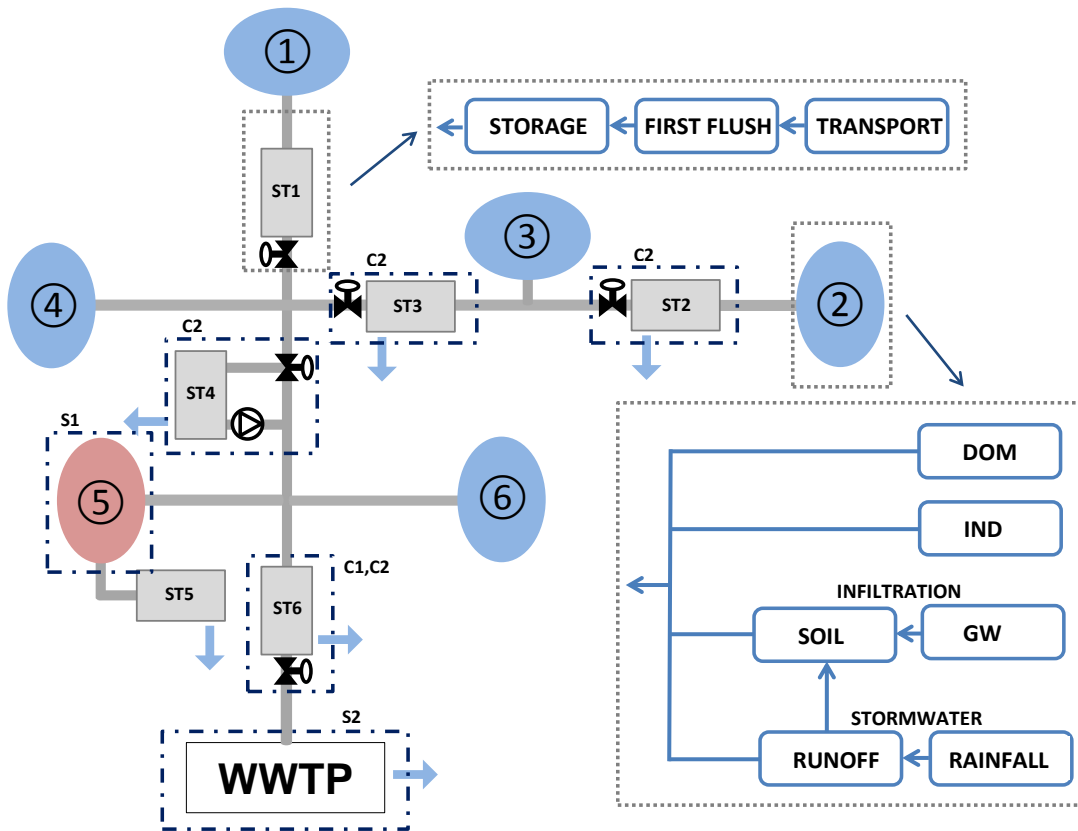 ①
STORAGE
FIRST FLUSH
TRANSPORT
ST1
③
C2
C2
④
ST3
ST2
②
C2
ST4
S1
DOM
⑤
⑥
IND
C1,C2
INFILTRATION
ST5
ST6
SOIL
GW
S2
STORMWATER
WWTP
RUNOFF
RAINFALL